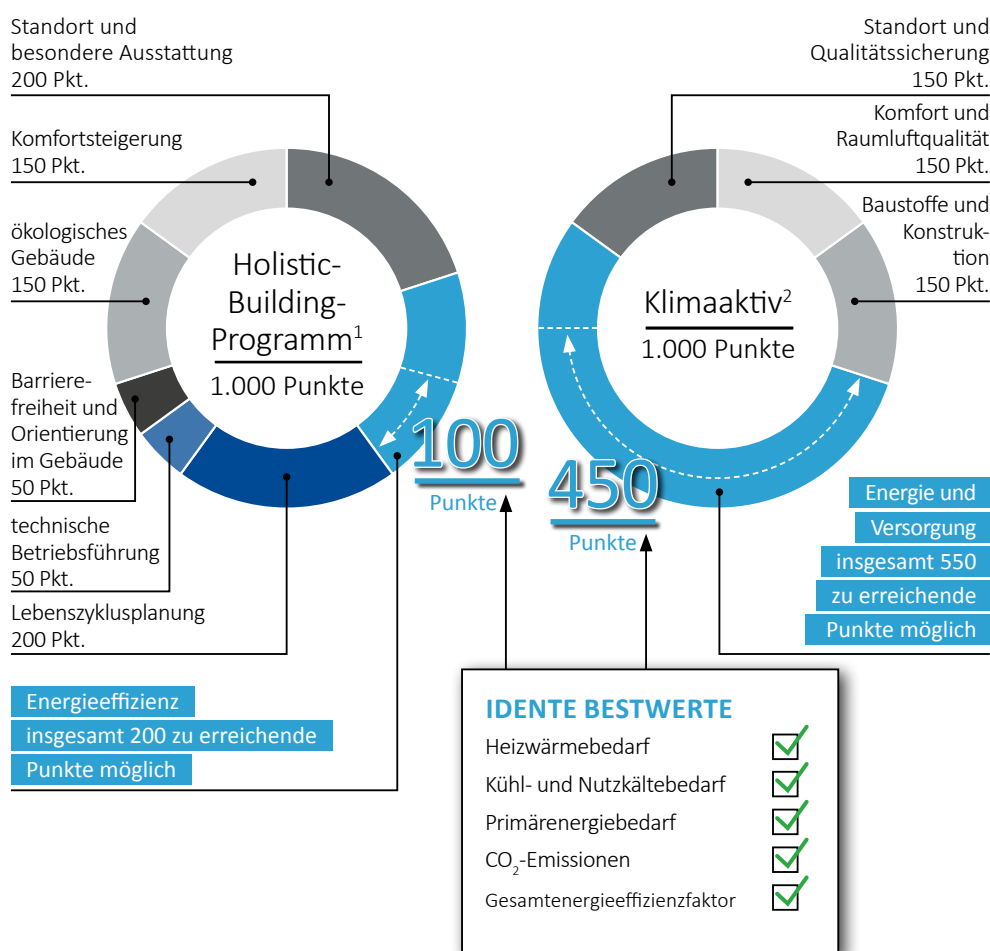 Standort und
besondere Ausstattung
200 Pkt.
Komfortsteigerung
150 Pkt.
ökologisches
Gebäude
150 Pkt.
Barriere-
freiheit und
Orientierung
im Gebäude
50 Pkt.
technische
Betriebsführung
50 Pkt.
Lebenszyklusplanung
200 Pkt.
Energieeffizienz
insgesamt 200 zu erreichende
Punkte möglich
Holistic-
Building-
Programm¹
1.000 Punkte
100
Punkte
Standort und
Qualitätssicherung
150 Pkt.
Komfort und
Raumluftqualität
150 Pkt.
Baustoffe und
Konstruk-
tion
150 Pkt.
Klimaaktiv²
1.000 Punkte
450
Punkte
Energie und
Versorgung
insgesamt 550
zu erreichende
Punkte möglich
IDENTE BESTWERTE
Heizwärmebedarf
Kühl- und Nutzkältebedarf
Primärenergiebedarf
CO₂-Emissionen
Gesamtenergieeffizienzfaktor